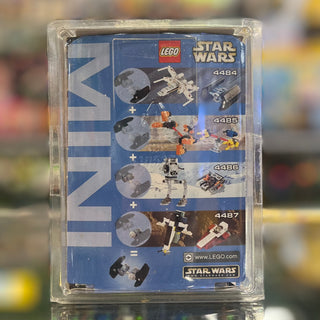 LEGO
STAR
WARS
MINI
4484
4485
+
4486
+
4487
www.LEGO.com
STAR WARS